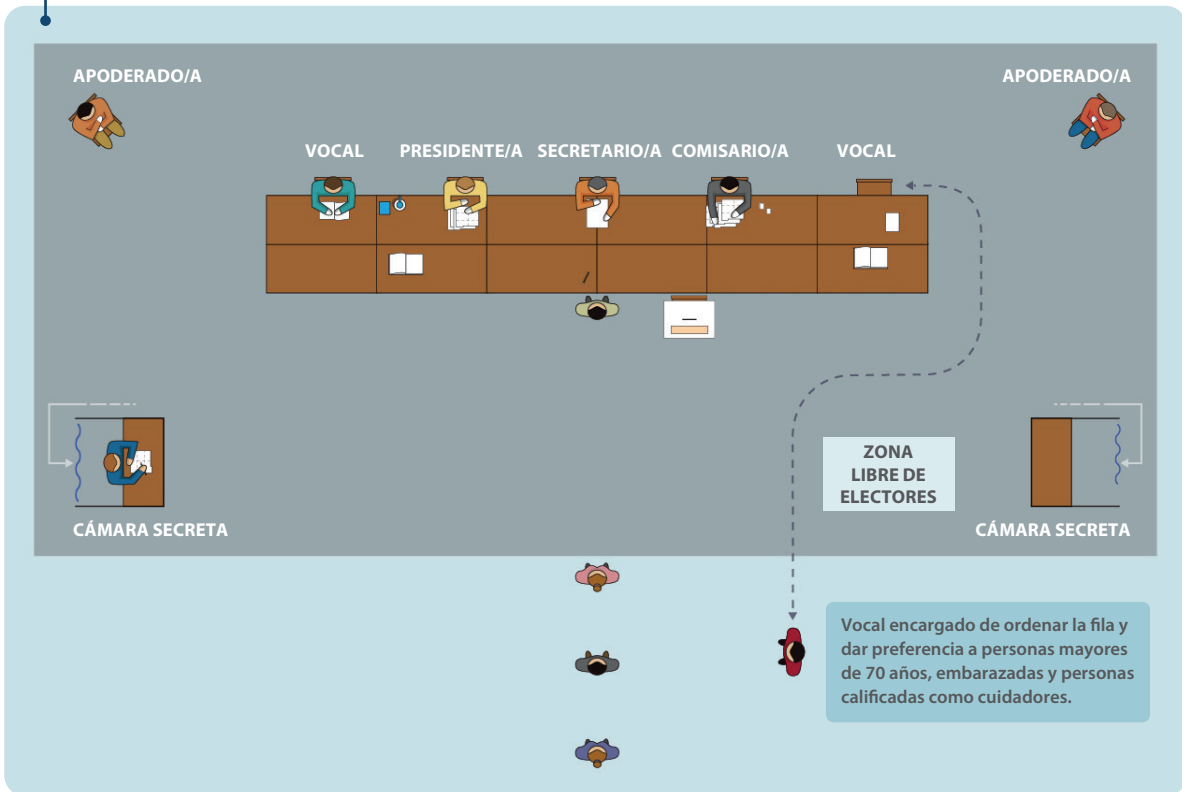 APODERADO/A
APODERADO/A
VOCAL
PRESIDENTE/A
SECRETARIO/A
COMISARIO/A
VOCAL
ZONA
LIBRE DE
ELECTORES
CÁMARA SECRETA
CÁMARA SECRETA
Vocal encargado de ordenar la fila y
dar preferencia a personas mayores
de 70 años, embarazadas y personas
calificadas como cuidadores.